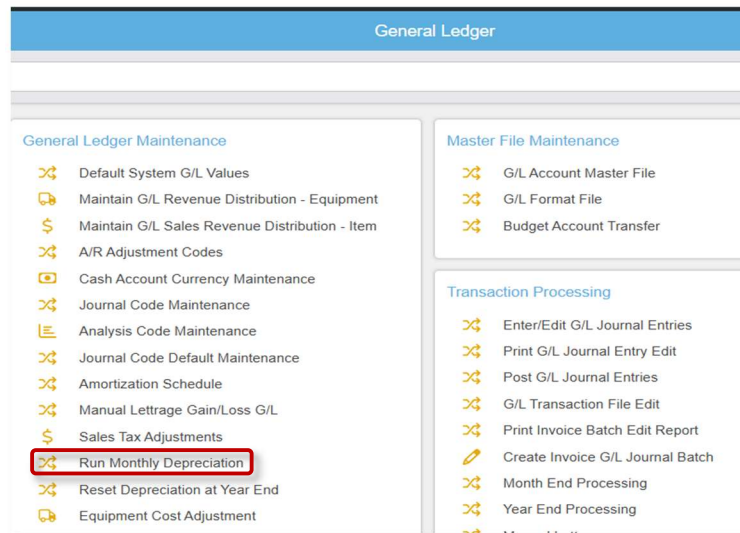 General Ledger
General Ledger Maintenance
Default System G/L Values
Maintain G/L Revenue Distribution - Equipment
Maintain G/L Sales Revenue Distribution - Item
A/R Adjustment Codes
Cash Account Currency Maintenance
Journal Code Maintenance
Analysis Code Maintenance
Journal Code Default Maintenance
Amortization Schedule
Manual Lettrage Gain/Loss G/L
Sales Tax Adjustments
Run Monthly Depreciation
Reset Depreciation at Year End
Equipment Cost Adjustment
Master File Maintenance
G/L Account Master File
G/L Format File
Budget Account Transfer
Transaction Processing
Enter/Edit G/L Journal Entries
Print G/L Journal Entry Edit
Post G/L Journal Entries
G/L Transaction File Edit
Print Invoice Batch Edit Report
Create Invoice G/L Journal Batch
Month End Processing
Year End Processing